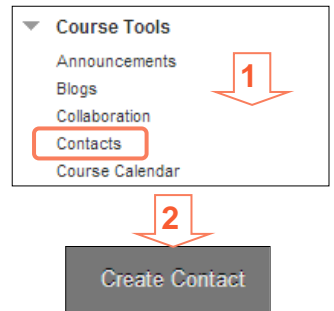 Course Tools
Announcements
1
Blogs
Collaboration
Contacts
Course Calendar
2
Create Contact